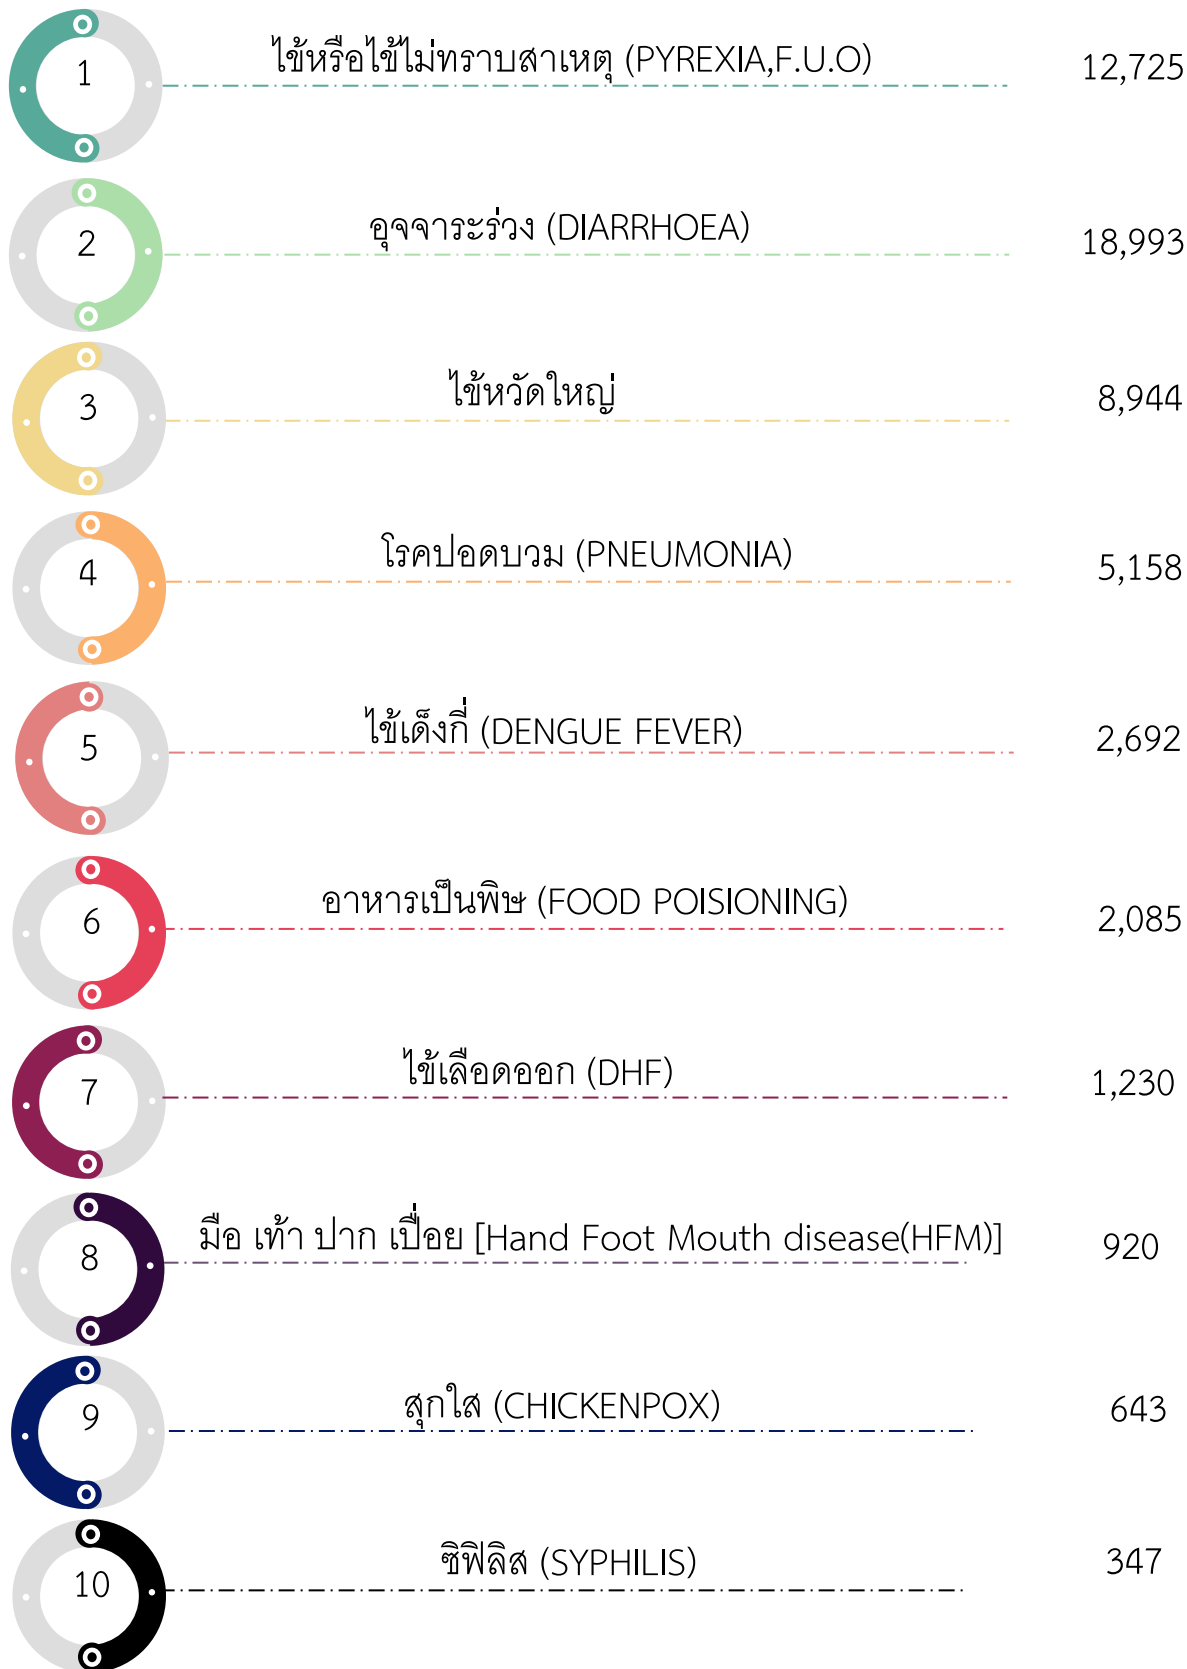 1 ไข้หรือไข้ไม่ทราบสาเหตุ (PYREXIA,F.U.O) 12,725
2 อุจจาระร่วง (DIARRHOEA) 18,993
3 ไข้หวัดใหญ่ 8,944
4 โรคปอดบวม (PNEUMONIA) 5,158
5 ไข้เด็งกี่ (DENGUE FEVER) 2,692
6 อาหารเป็นพิษ (FOOD POISIONING) 2,085
7 ไข้เลือดออก (DHF) 1,230
8 มือ เท้า ปาก เปื่อย [Hand Foot Mouth disease(HFM)] 920
9 สุกใส (CHICKENPOX) 643
10 ซิฟิลิส (SYPHILIS) 347